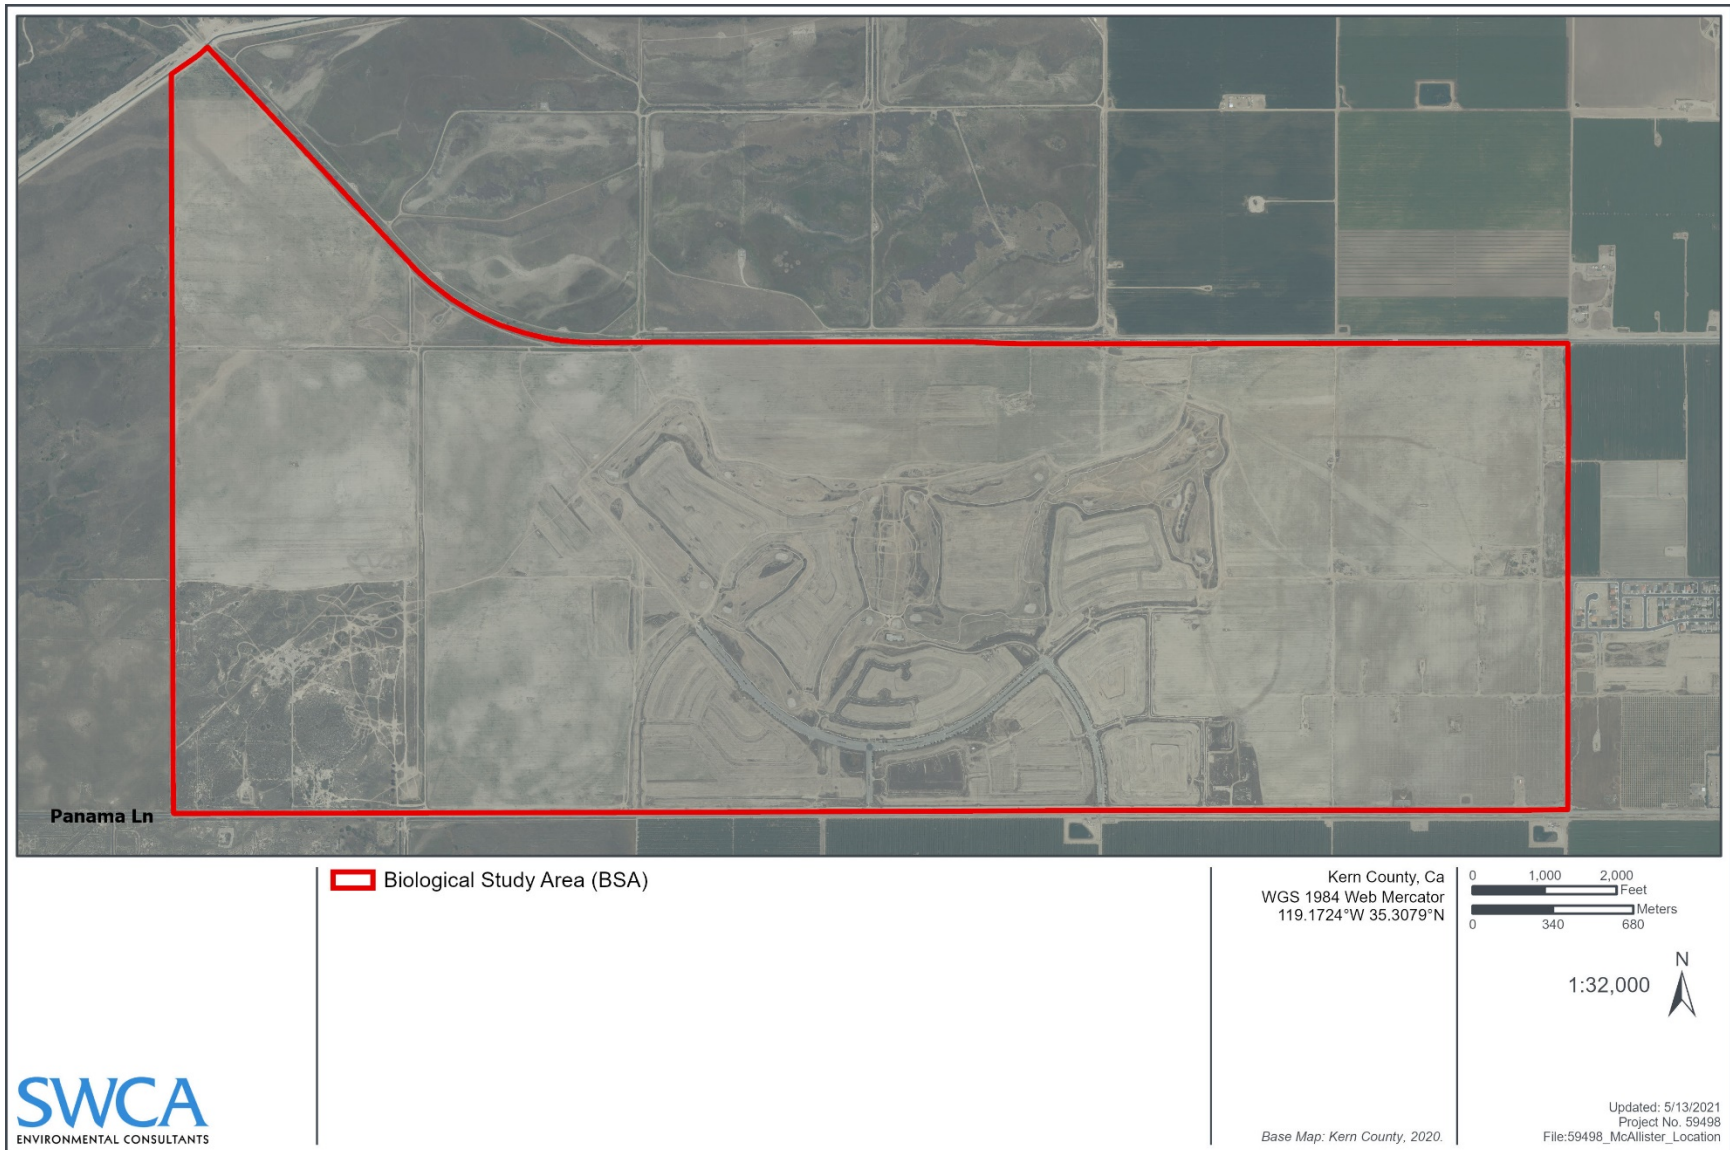 Panama Ln
Biological Study Area (BSA)
Kern County, Ca
WGS 1984 Web Mercator
119.1724°W 35.3079°N
0 1,000 2,000
Feet
Meters
0 340 680
N
1:32,000
SWCA
ENVIRONMENTAL CONSULTANTS
Base Map: Kern County, 2020.
Updated: 5/13/2021
Project No. 59498
File:59498_McAllister_Location